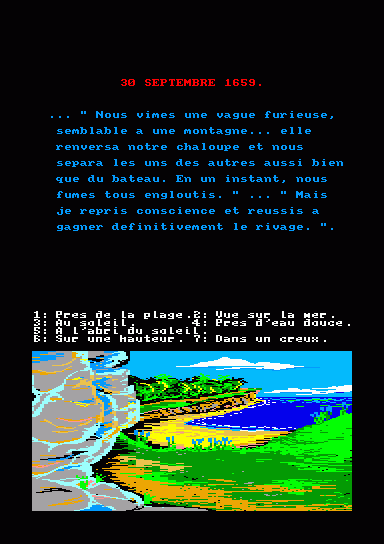 30 SEPTEMBRE 1659.
... " Nous vimes une vague furieuse,
semblable a une montagne... elle
renversa notre chaloupe et nous
separa les uns des autres aussi bien
que du bateau. En un instant, nous
fumes tous engloutis. " ... " Mais
je repris conscience et reussis a
gagner definitivement le rivage. ".
1: Pres de la plage.2: Vue sur la mer.
3: Au soleil. 4: Pres d'eau douce.
5: A l'abri du soleil.
6: Sur une hauteur. 7: Dans un creux.